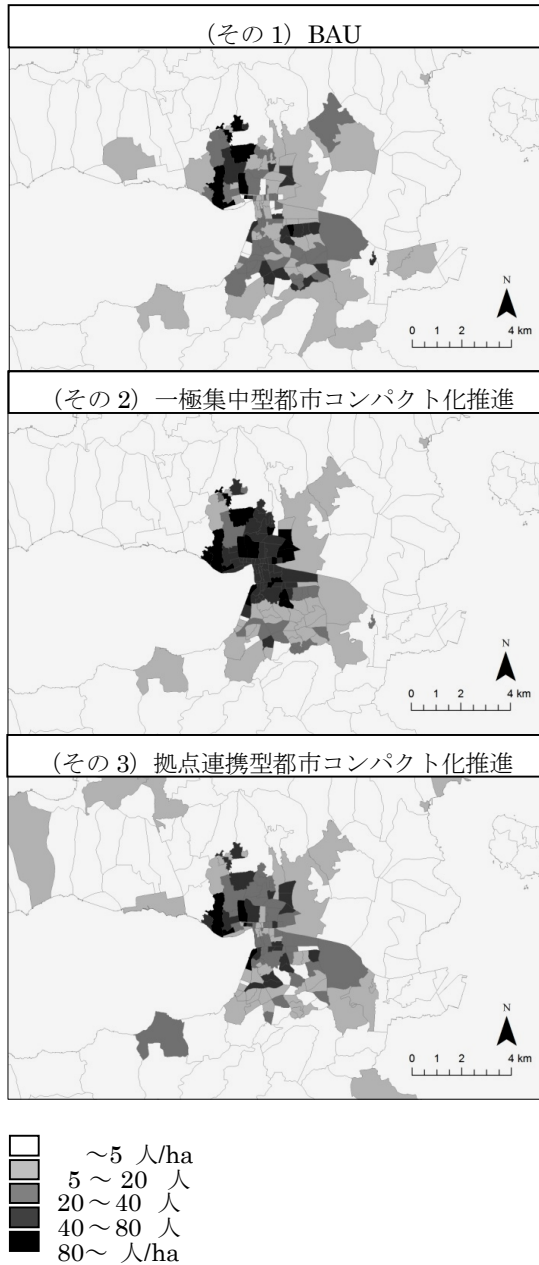 (その 1) BAU
N
0 1 2 4 km
(その 2) 一極集中型都市コンパクト化推進
N
0 1 2 4 km
(その 3) 拠点連携型都市コンパクト化推進
N
0 1 2 4 km
～5 人/ha
5 ～ 20 人
20～40 人
40～80 人
80～ 人/ha